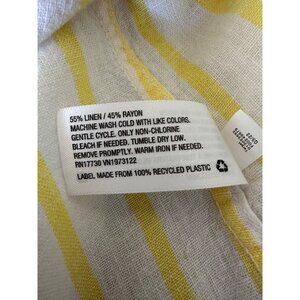 55% LINEN / 45% RAYON
MACHINE WASH COLD WITH LIKE COLORS,
GENTLE CYCLE. ONLY NON-CHLORINE
BLEACH IF NEEDED. TUMBLE DRY LOW.
REMOVE PROMPTLY. WARM IRON IF NEEDED.
RN17730 VN1973122
LABEL MADE FROM 100% RECYCLED PLASTIC